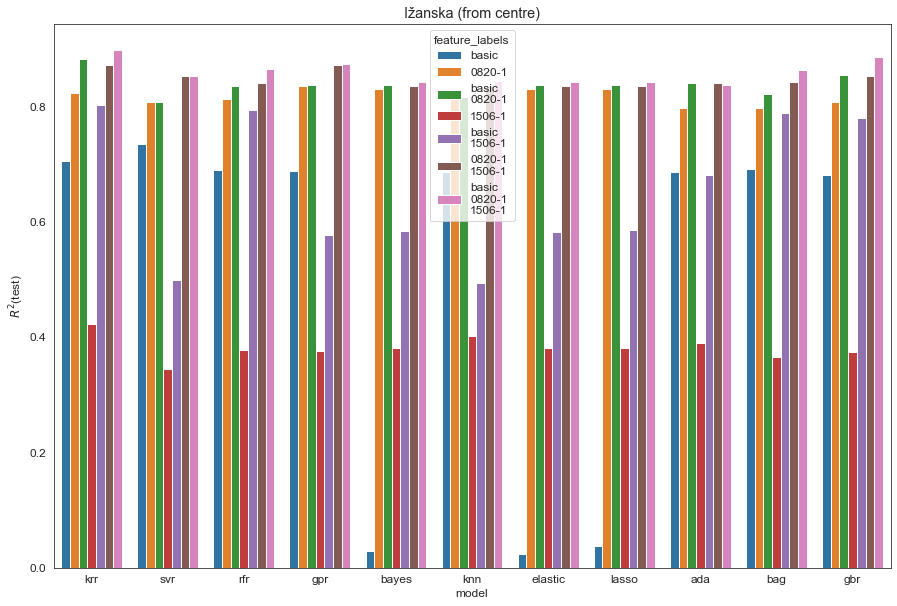 Ižanska (from centre)
feature_labels
basic
0820-1
basic
0820-1
1506-1
basic
1506-1
0820-1
1506-1
basic
0820-1
1506-1
R²(test)
0.8
0.6
0.4
0.2
0.0
krr svr rfr gpr bayes knn elastic lasso ada bag gbr
model